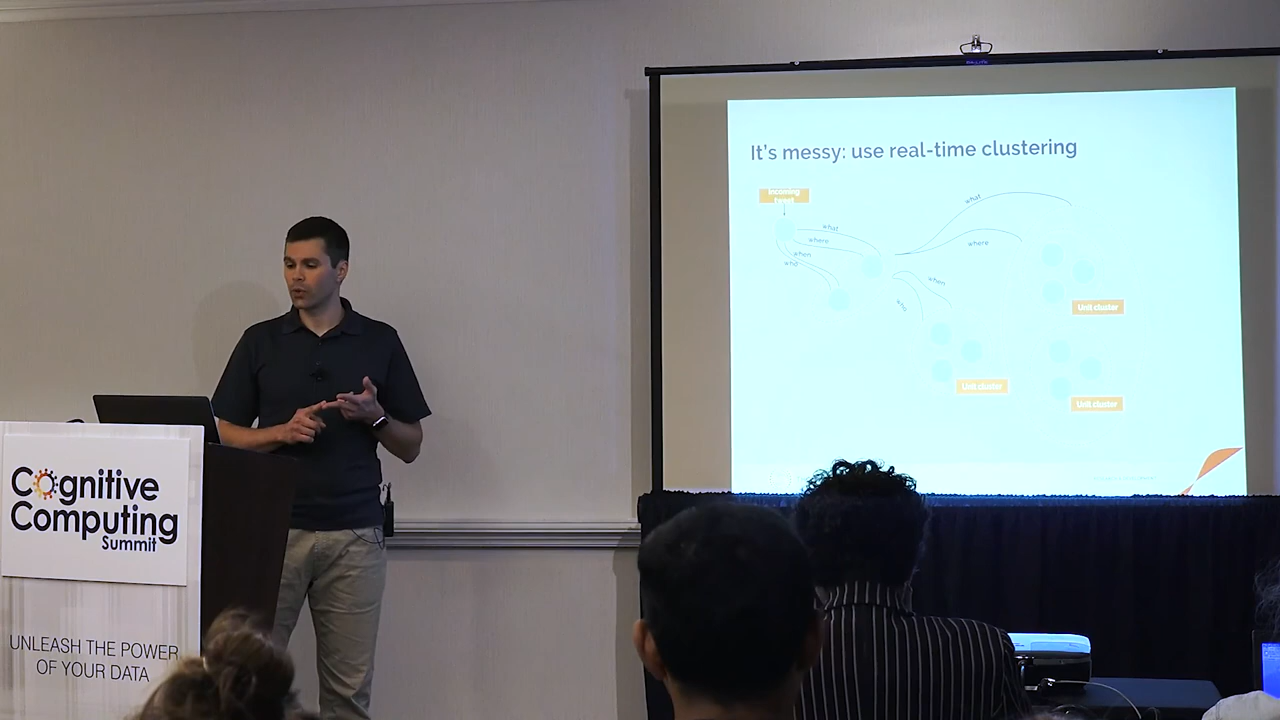 It's messy: use real-time clustering
Incoming
tweet
what
where
when
who
what
where
when
who
Unit cluster
Unit cluster
Unit cluster
Cognitive
Computing
Summit
UNLEASH THE POWER
OF YOUR DATA